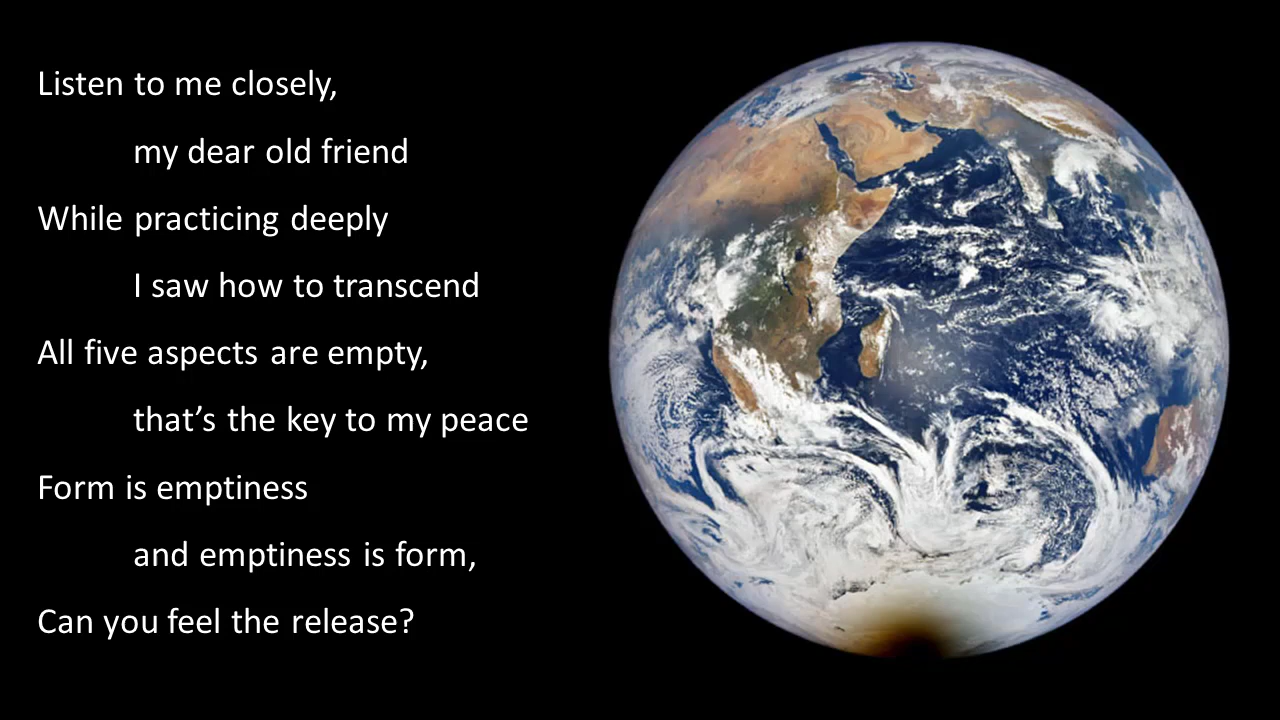 Listen to me closely,
my dear old friend
While practicing deeply
I saw how to transcend
All five aspects are empty,
that’s the key to my peace
Form is emptiness
and emptiness is form,
Can you feel the release?